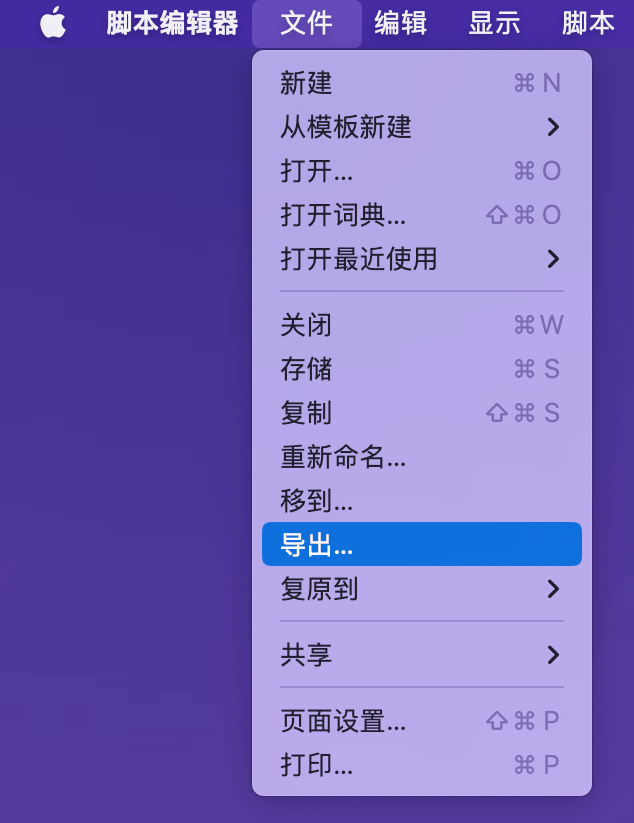 脚本编辑器 文件 编辑 显示 脚本
新建 ⌘ N
从模板新建
打开... ⌘ O
打开词典... ⇧ ⌘ O
打开最近使用
关闭 ⌘ W
存储 ⌘ S
复制 ⇧ ⌘ S
重新命名...
移到...
导出...
复原到
共享
页面设置... ⇧ ⌘ P
打印... ⌘ P